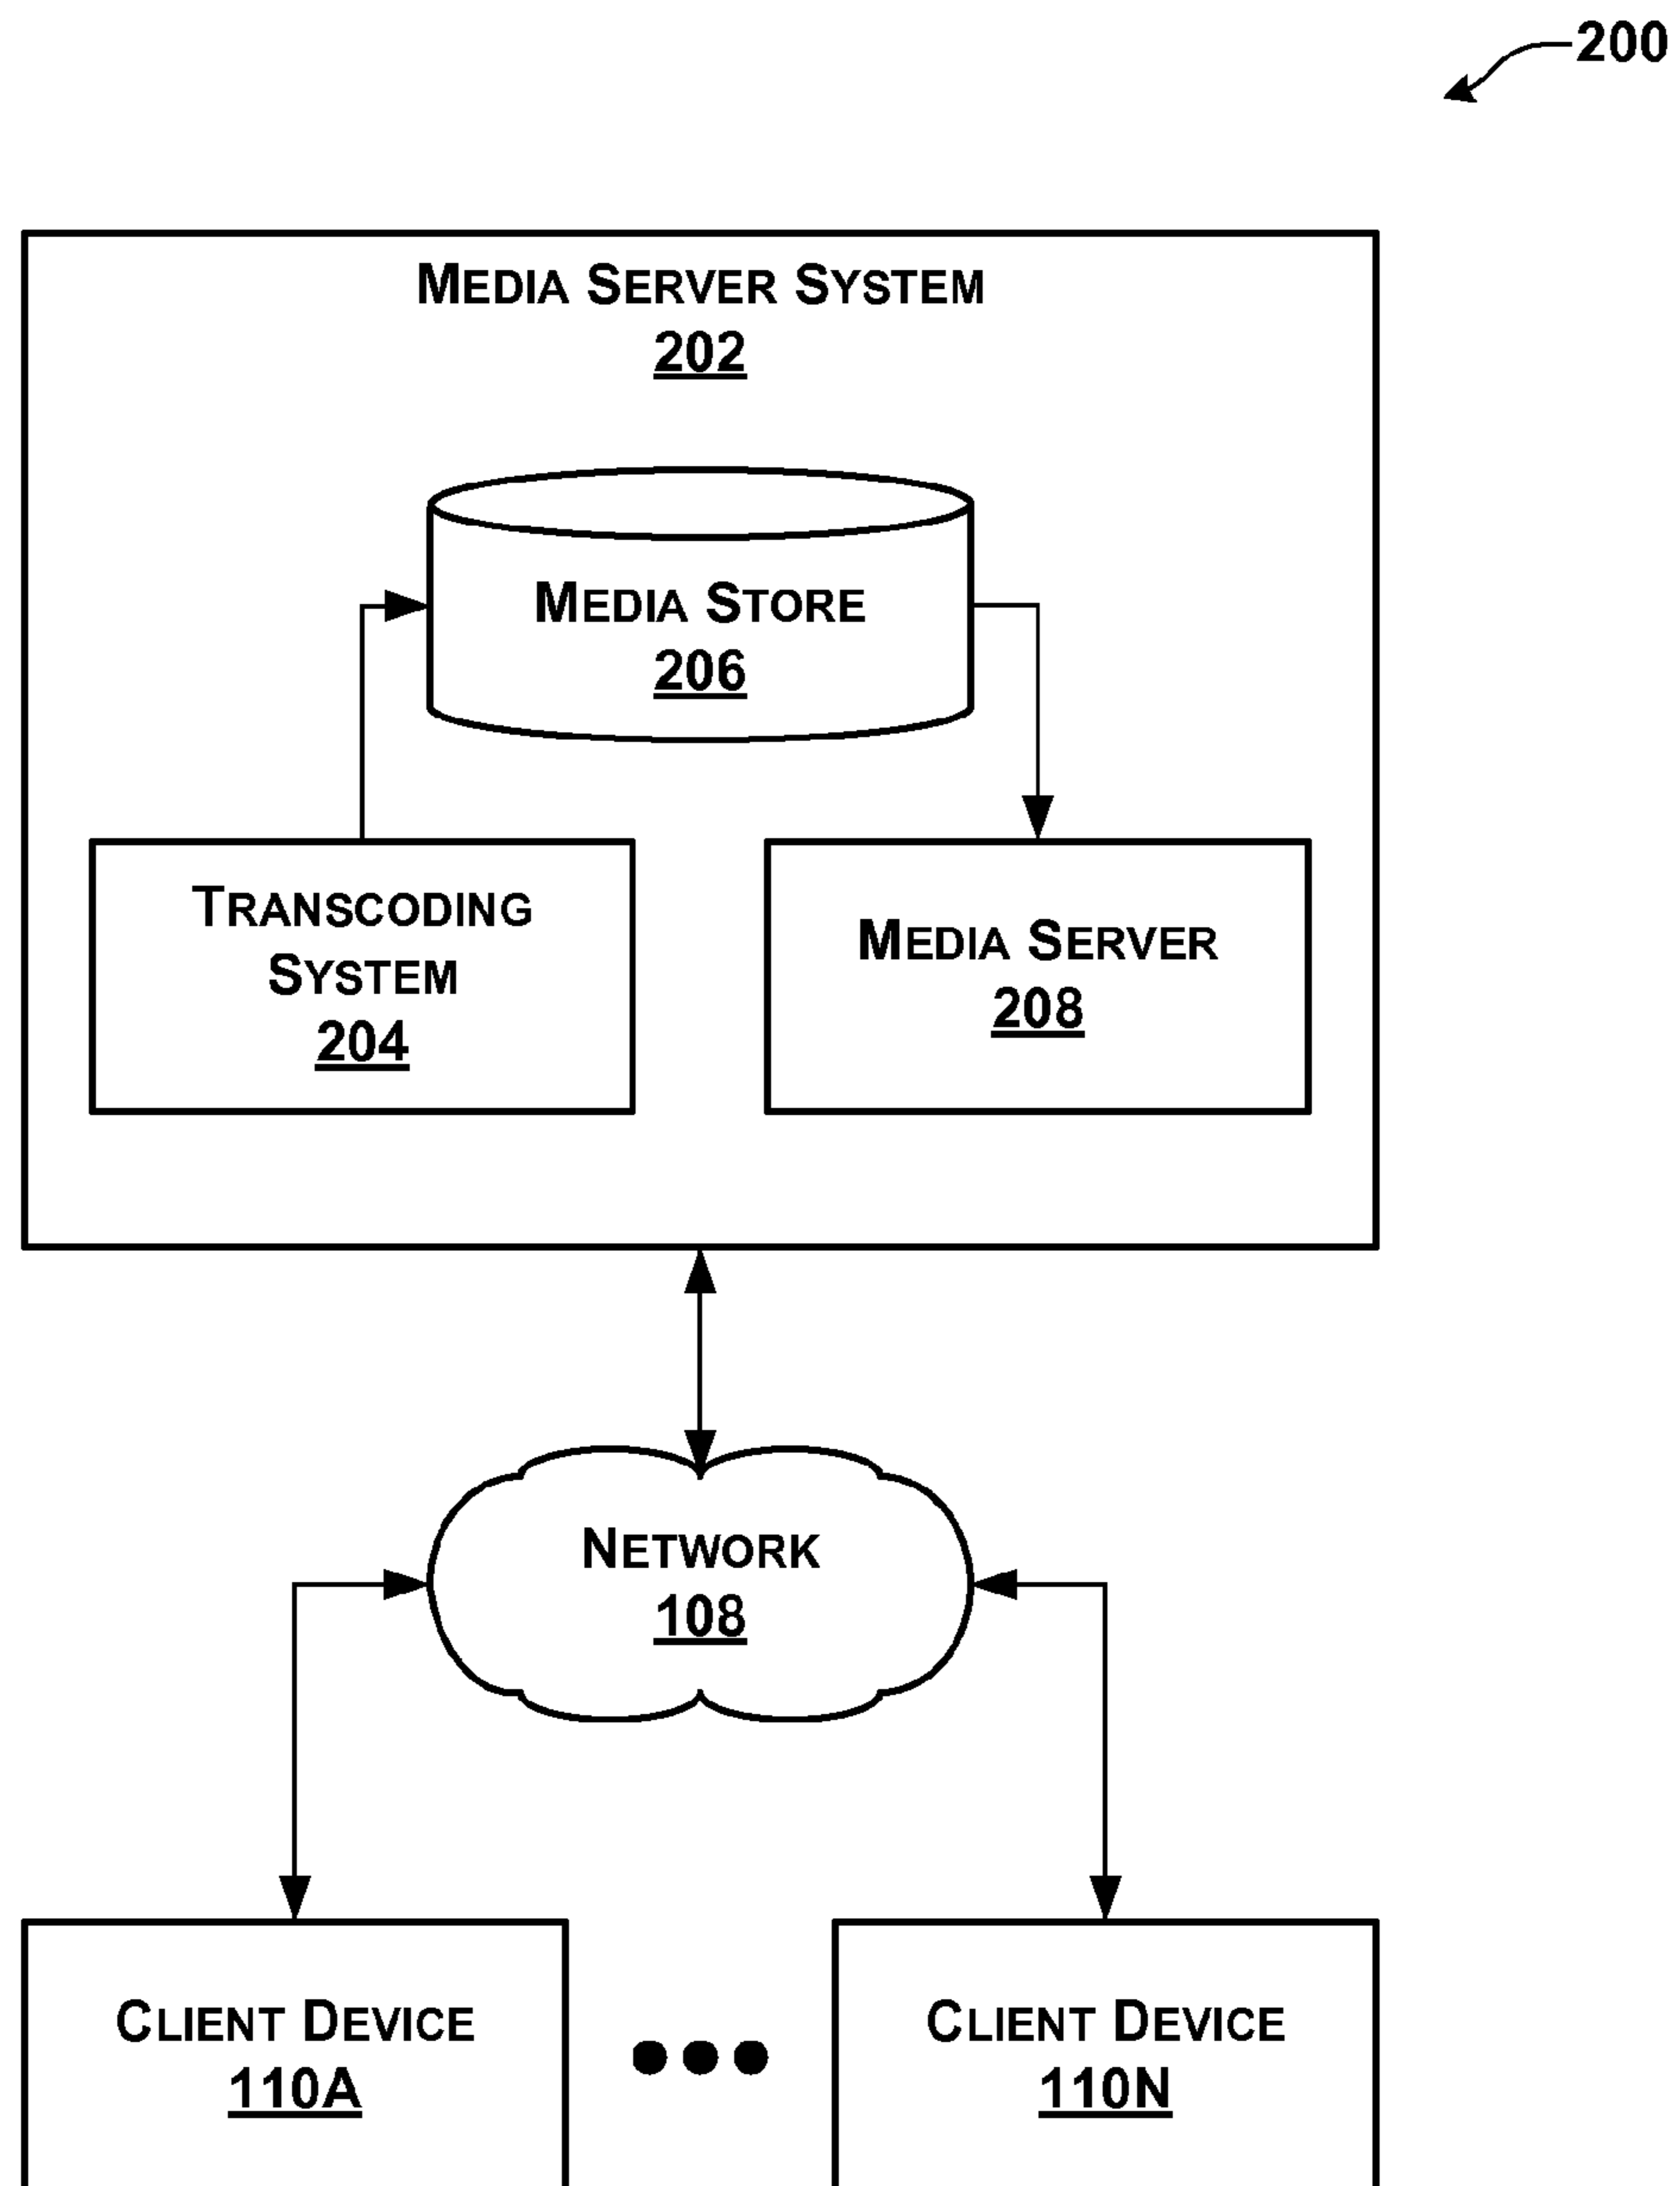 200
MEDIA SERVER SYSTEM
202
MEDIA STORE
206
TRANSCODING
SYSTEM
204
MEDIA SERVER
208
NETWORK
108
CLIENT DEVICE
110A
CLIENT DEVICE
110N